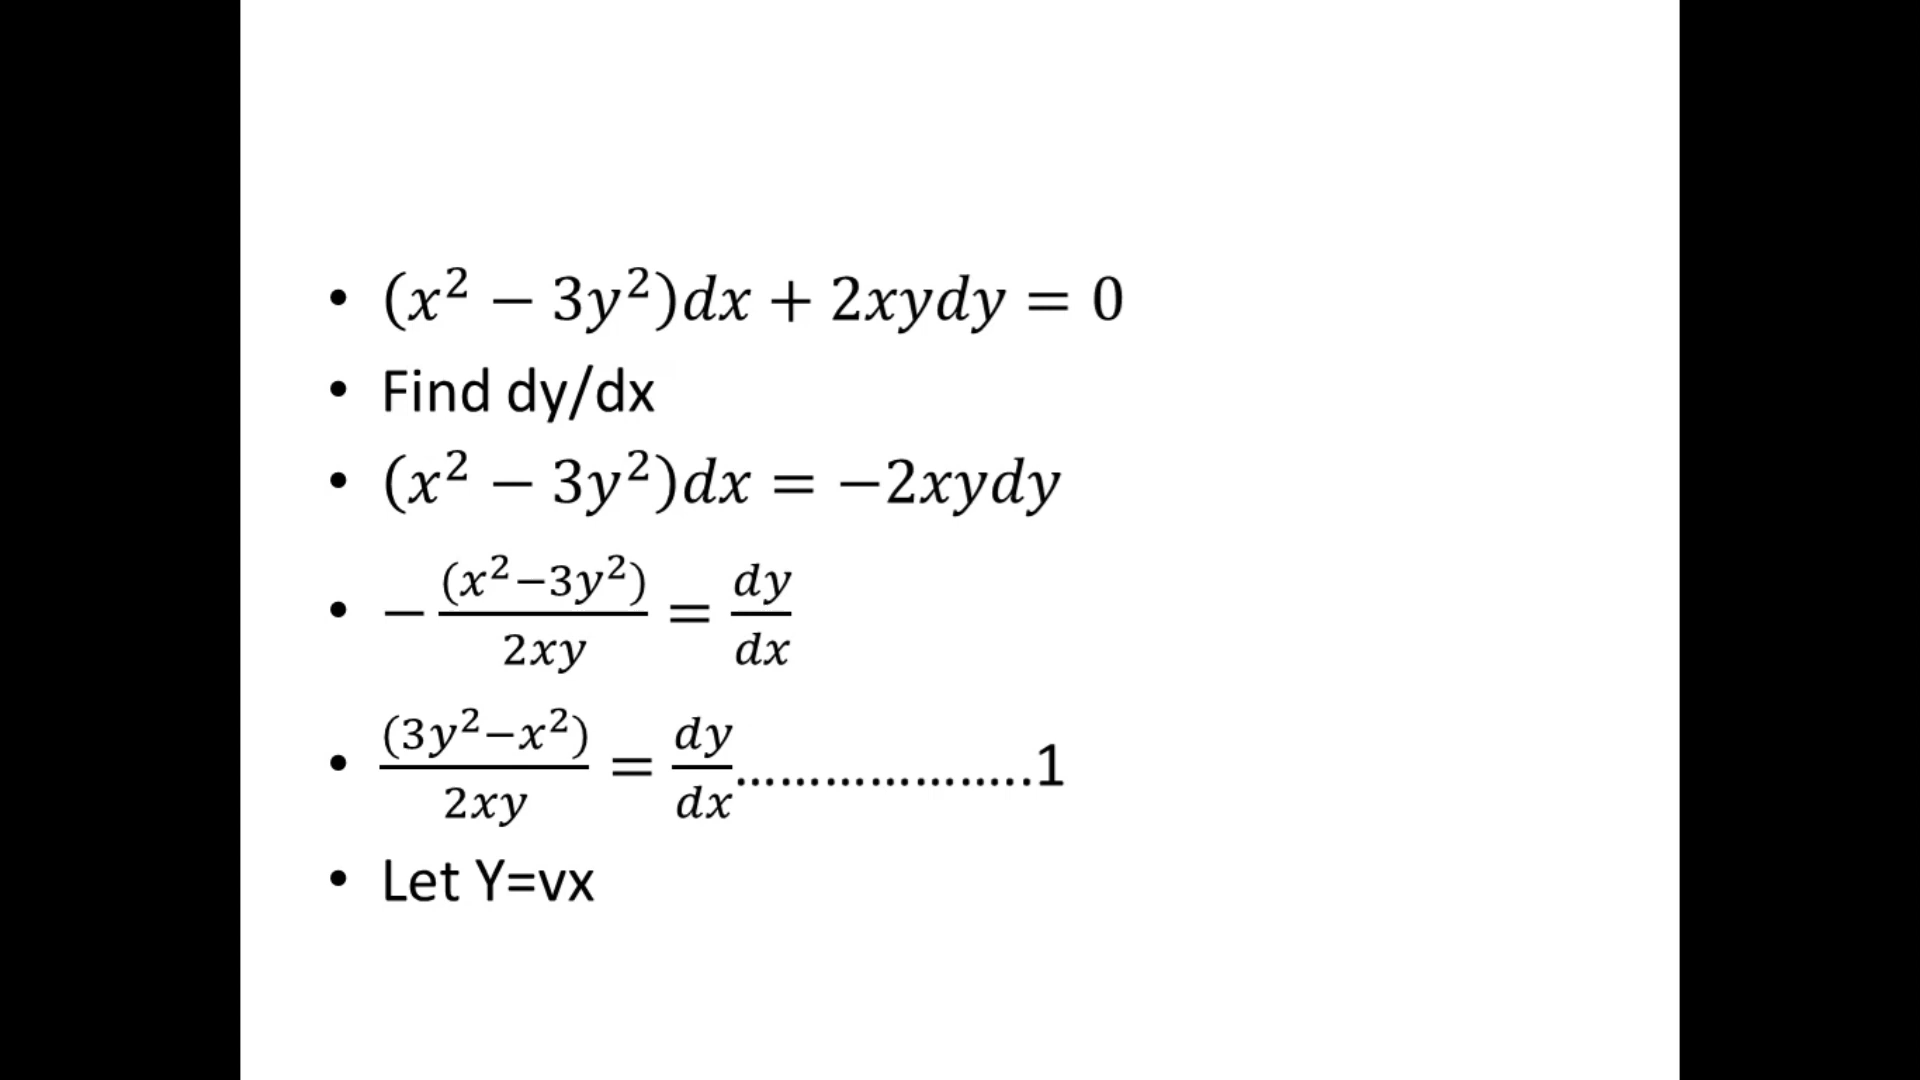 • (x² − 3y²)dx + 2xydy = 0
• Find dy/dx
• (x² − 3y²)dx = −2xydy
• −(x²−3y²)/2xy = dy/dx
• (3y²−x²)/2xy = dy/dx....................1
• Let Y=vx